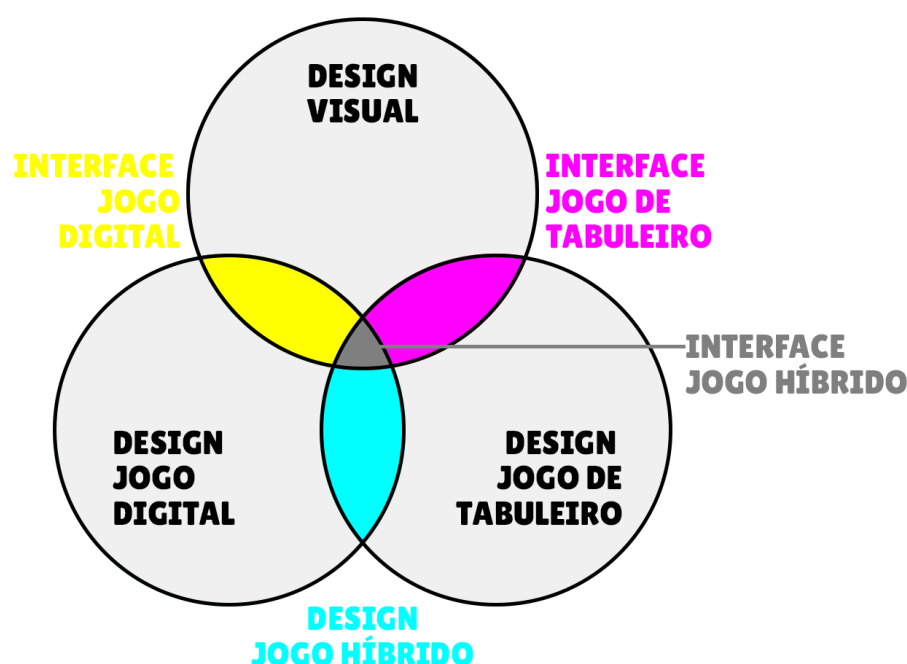 DESIGN
VISUAL
INTERFACE
JOGO
DIGITAL
INTERFACE
JOGO DE
TABULEIRO
INTERFACE
JOGO HÍBRIDO
DESIGN
JOGO
DIGITAL
DESIGN
JOGO DE
TABULEIRO
DESIGN
JOGO HÍBRIDO